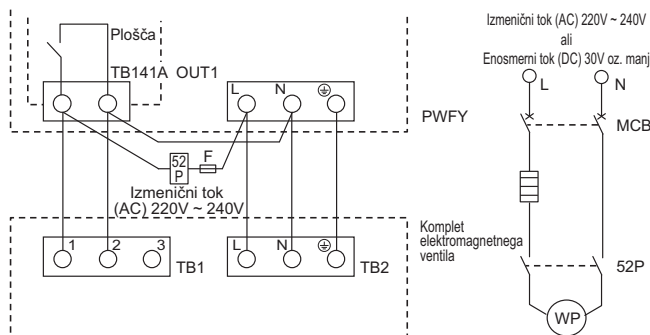 Plošča
TB141A OUT1
L N
PWFY
52
P
F
Izmenični tok
(AC) 220V ~ 240V
Komplet
elektromagnetnega
ventila
1 2 3
TB1
L N
TB2
Izmenični tok (AC) 220V ~ 240V
ali
Enosmerni tok (DC) 30V oz. manj
L N
MCB
52P
WP